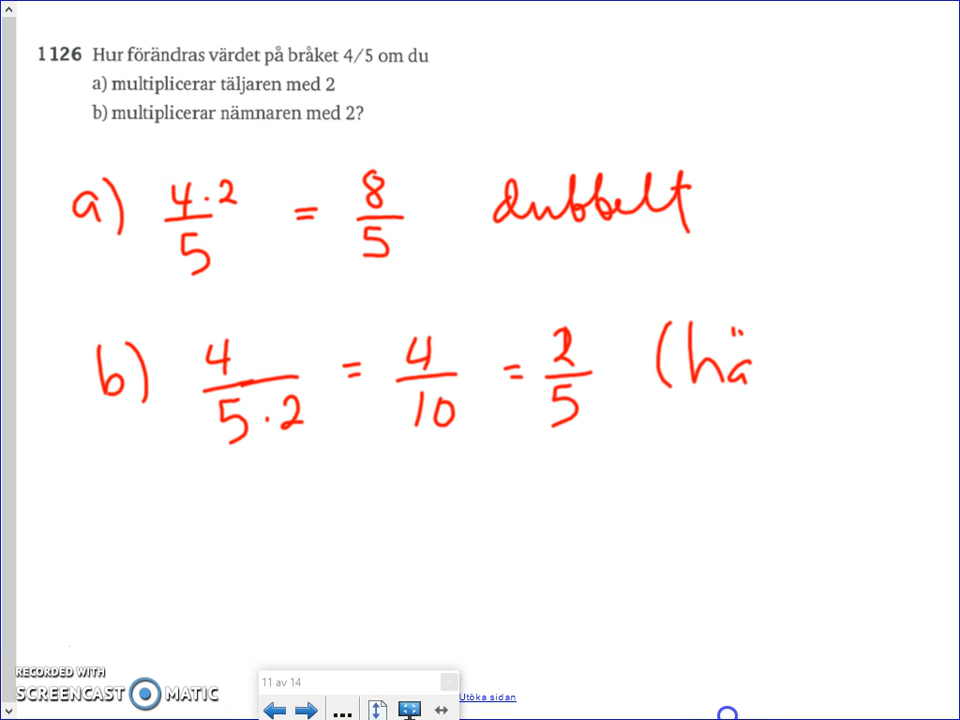 1126 Hur förändras värdet på bråket 4/5 om du
a) multiplicerar täljaren med 2
b) multiplicerar nämnaren med 2?
a) 4·2/5 = 8/5 dubbelt
b) 4/5·2 = 4/10 = 2/5 (hä
RECORDED WITH
SCREENCAST MATIC
11 av 14
Utöka sidan